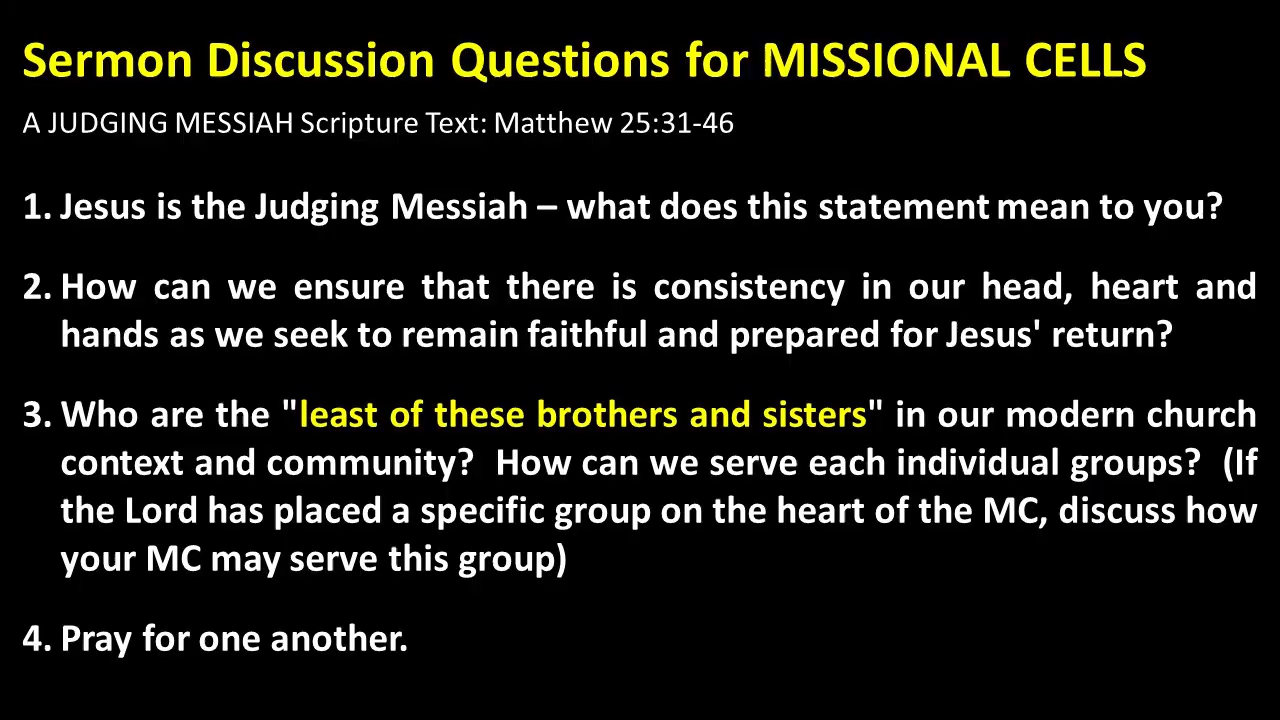 Sermon Discussion Questions for MISSIONAL CELLS
A JUDGING MESSIAH Scripture Text: Matthew 25:31-46
1. Jesus is the Judging Messiah – what does this statement mean to you?
2. How can we ensure that there is consistency in our head, heart and
hands as we seek to remain faithful and prepared for Jesus' return?
3. Who are the "least of these brothers and sisters" in our modern church
context and community? How can we serve each individual groups? (If
the Lord has placed a specific group on the heart of the MC, discuss how
your MC may serve this group)
4. Pray for one another.